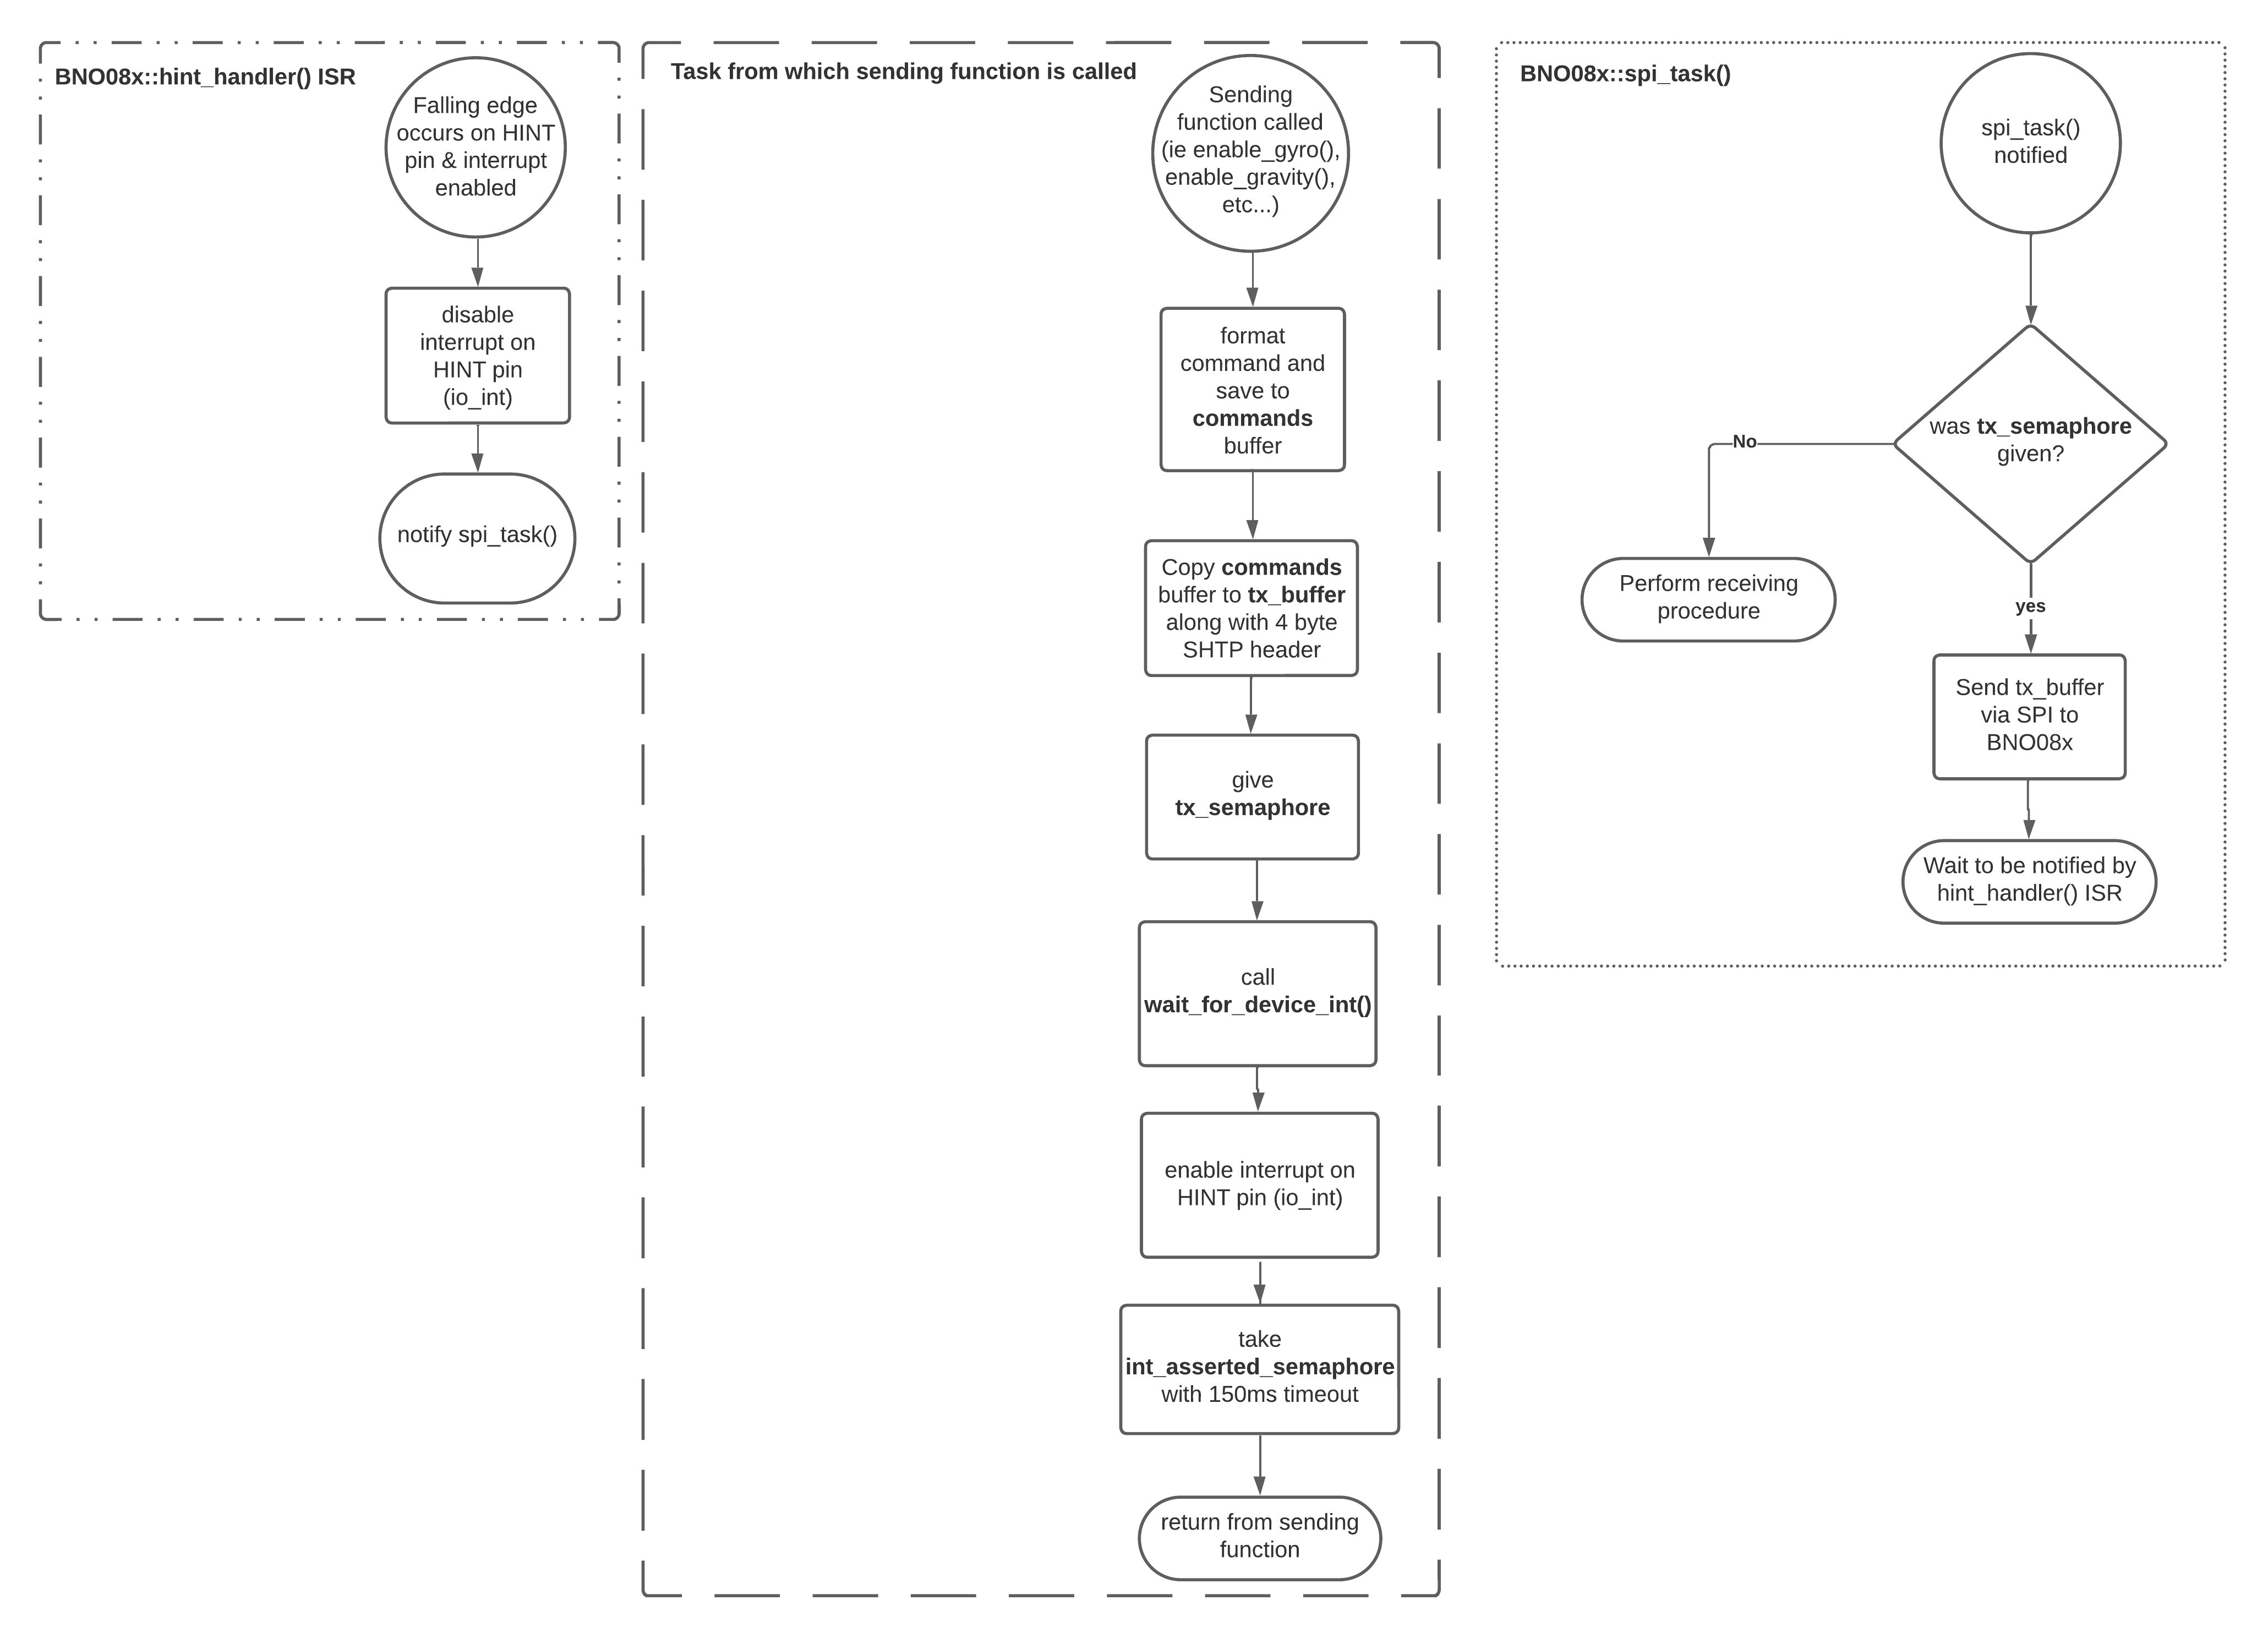 BNO08x::hint_handler() ISR
Falling edge
occurs on HINT
pin & interrupt
enabled
disable
interrupt on
HINT pin
(io_int)
notify spi_task()
Task from which sending function is called
Sending
function called
(ie enable_gyro(),
enable_gravity(),
etc...)
format
command and
save to
commands
buffer
Copy commands
buffer to tx_buffer
along with 4 byte
SHTP header
give
tx_semaphore
call
wait_for_device_int()
enable interrupt on
HINT pin (io_int)
take
int_asserted_semaphore
with 150ms timeout
return from sending
function
BNO08x::spi_task()
spi_task()
notified
was tx_semaphore
given?
No
Perform receiving
procedure
yes
Send tx_buffer
via SPI to
BNO08x
Wait to be notified by
hint_handler() ISR